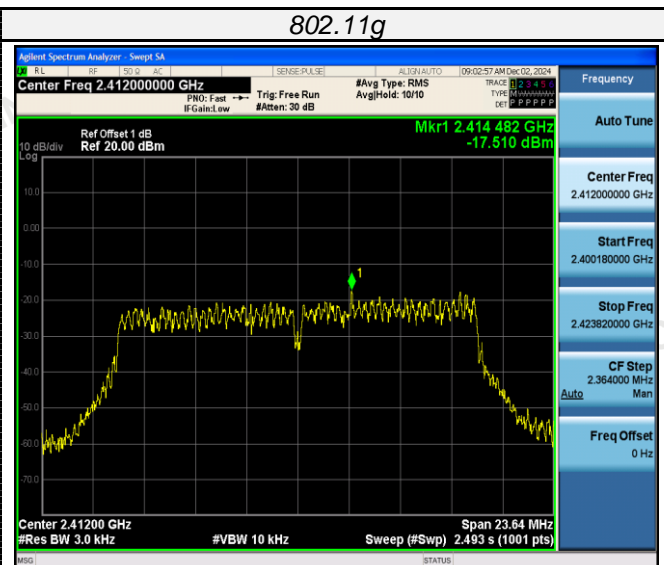 802.11g
Agilent Spectrum Analyzer - Swept SA
RL RF 50 Ω AC SENSE:PULSE ALIGN AUTO 09:02:57 AM Dec 02, 2024
Center Freq 2.412000000 GHz
PNO: Fast
IFGain:Low
Trig: Free Run
#Atten: 30 dB
#Avg Type: RMS
Avg|Hold: 10/10
TRACE 1 2 3 4 5 6
TYPE M
DET P P P P P P
Ref Offset 1 dB
10 dB/div Ref 20.00 dBm
Log
Mkr1 2.414 482 GHz
-17.510 dBm
10.0
0.00
-10.0
-20.0
-30.0
-40.0
-50.0
-60.0
-70.0
1
Center 2.41200 GHz
Span 23.64 MHz
#Res BW 3.0 kHz
#VBW 10 kHz
Sweep (#Swp) 2.493 s (1001 pts)
MSG
STATUS
Frequency
Auto Tune
Center Freq
2.412000000 GHz
Start Freq
2.400180000 GHz
Stop Freq
2.423820000 GHz
CF Step
2.364000 MHz
Auto Man
Freq Offset
0 Hz